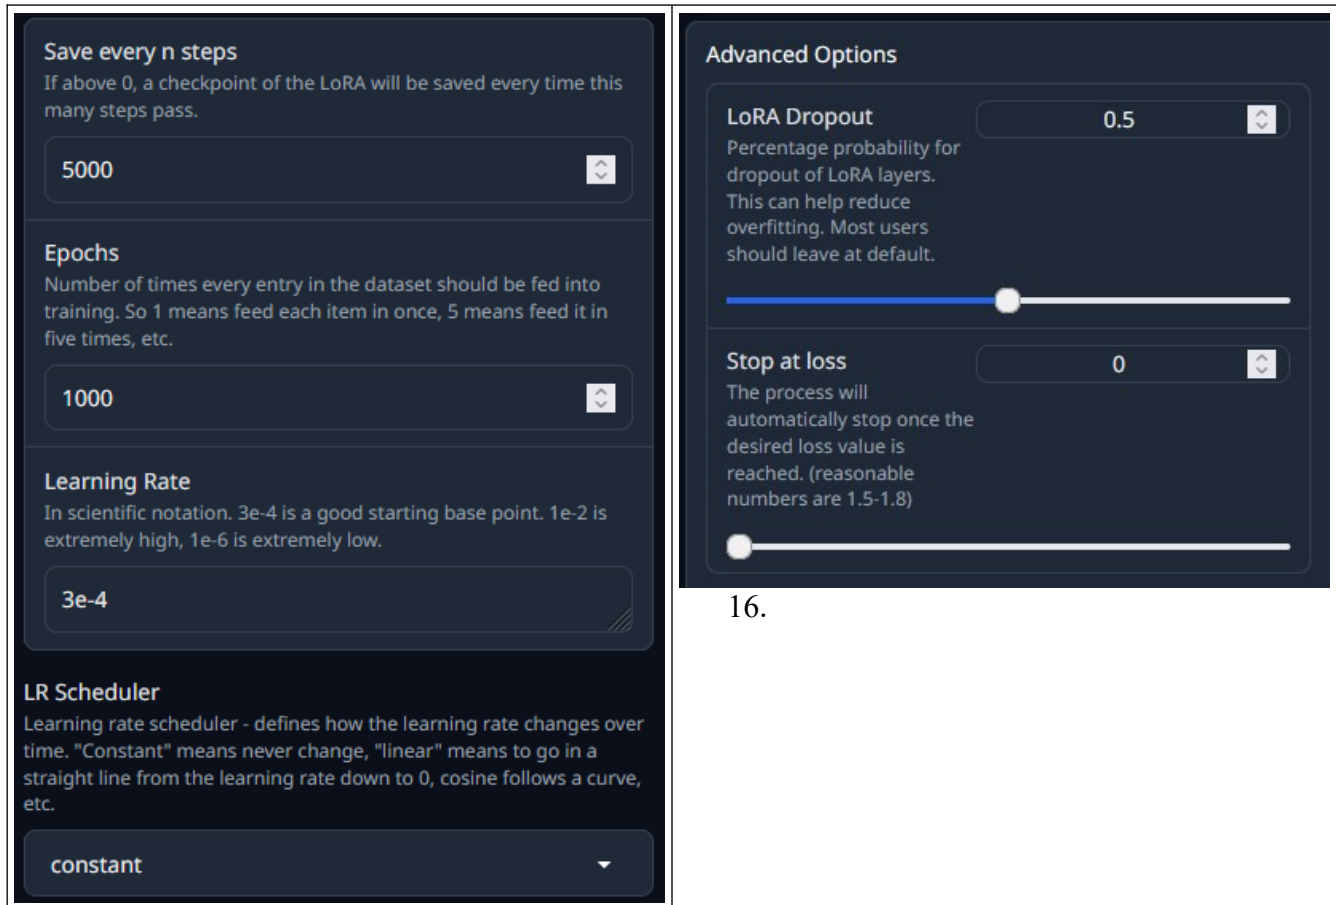 Save every n steps
If above 0, a checkpoint of the LoRA will be saved every time this
many steps pass.
5000
Epochs
Number of times every entry in the dataset should be fed into
training. So 1 means feed each item in once, 5 means feed it in
five times, etc.
1000
Learning Rate
In scientific notation. 3e-4 is a good starting base point. 1e-2 is
extremely high, 1e-6 is extremely low.
3e-4
LR Scheduler
Learning rate scheduler - defines how the learning rate changes over
time. "Constant" means never change, "linear" means to go in a
straight line from the learning rate down to 0, cosine follows a curve,
etc.
constant
Advanced Options
LoRA Dropout
0.5
Percentage probability for
dropout of LoRA layers.
This can help reduce
overfitting. Most users
should leave at default.
Stop at loss
0
The process will
automatically stop once the
desired loss value is
reached. (reasonable
numbers are 1.5-1.8)
16.